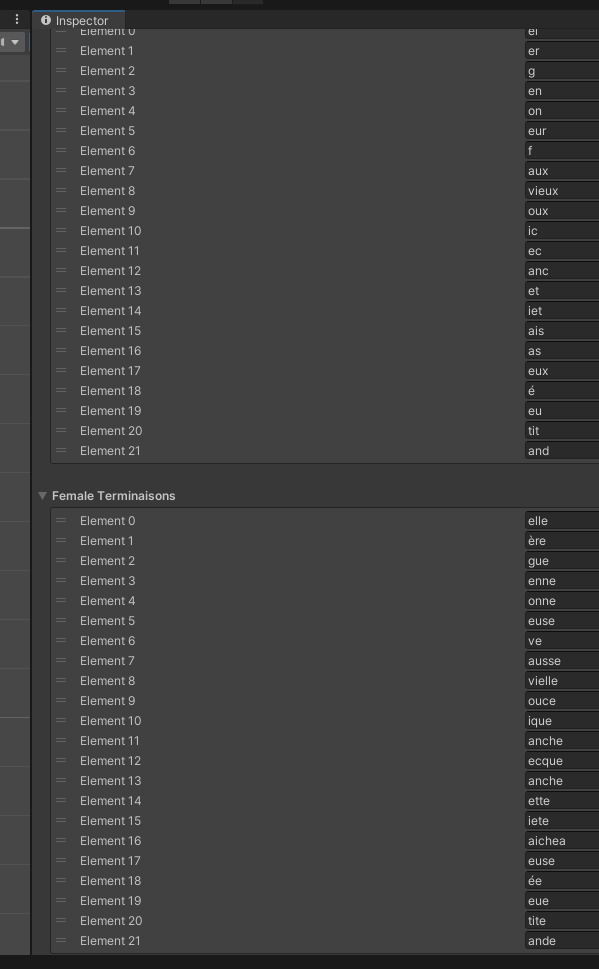 Inspector
Element 0 el
Element 1 er
Element 2 g
Element 3 en
Element 4 on
Element 5 eur
Element 6 f
Element 7 aux
Element 8 vieux
Element 9 oux
Element 10 ic
Element 11 ec
Element 12 anc
Element 13 et
Element 14 iet
Element 15 ais
Element 16 as
Element 17 eux
Element 18 é
Element 19 eu
Element 20 tit
Element 21 and
Female Terminaisons
Element 0 elle
Element 1 ère
Element 2 gue
Element 3 enne
Element 4 onne
Element 5 euse
Element 6 ve
Element 7 ausse
Element 8 vielle
Element 9 ouce
Element 10 ique
Element 11 anche
Element 12 ecque
Element 13 anche
Element 14 ette
Element 15 iete
Element 16 aichea
Element 17 euse
Element 18 ée
Element 19 eue
Element 20 tite
Element 21 ande